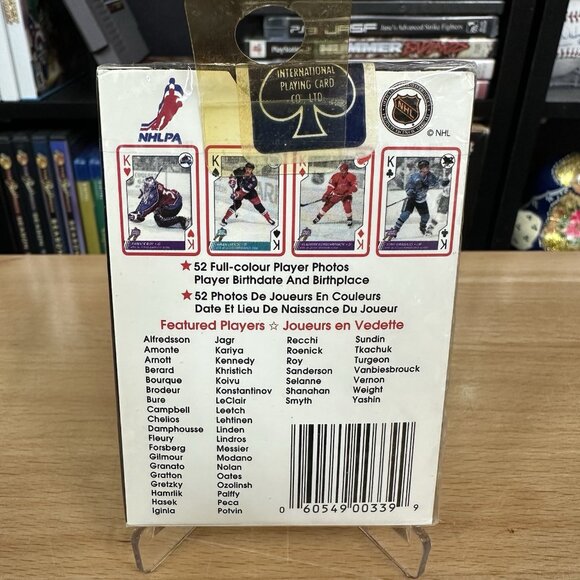 INTERNATIONAL
PLAYING CARD
CO. LTD.
NHLPA
NHL
© NHL
K K K K
K K K K
★ 52 Full-colour Player Photos
Player Birthdate And Birthplace
★ 52 Photos De Joueurs En Couleurs
Date Et Lieu De Naissance Du Joueur
Featured Players ☆ Joueurs en Vedette
Alfredsson Jagr Recchi Sundin
Amonte Kariya Roenick Tkachuk
Arnott Kennedy Roy Turgeon
Berard Khristich Sanderson Vanbiesbrouck
Bourque Koivu Selanne Vernon
Brodeur Konstantinov Shanahan Weight
Bure LeClair Smyth Yashin
Campbell Leetch
Chelios Lehtinen
Damphousse Linden
Fleury Lindros
Forsberg Messier
Gilmour Modano
Granato Nolan
Gratton Oates
Gretzky Ozolinsh
Hamrlik Palffy
Hasek Peca
Iginla Potvin
0 60549 00339 9